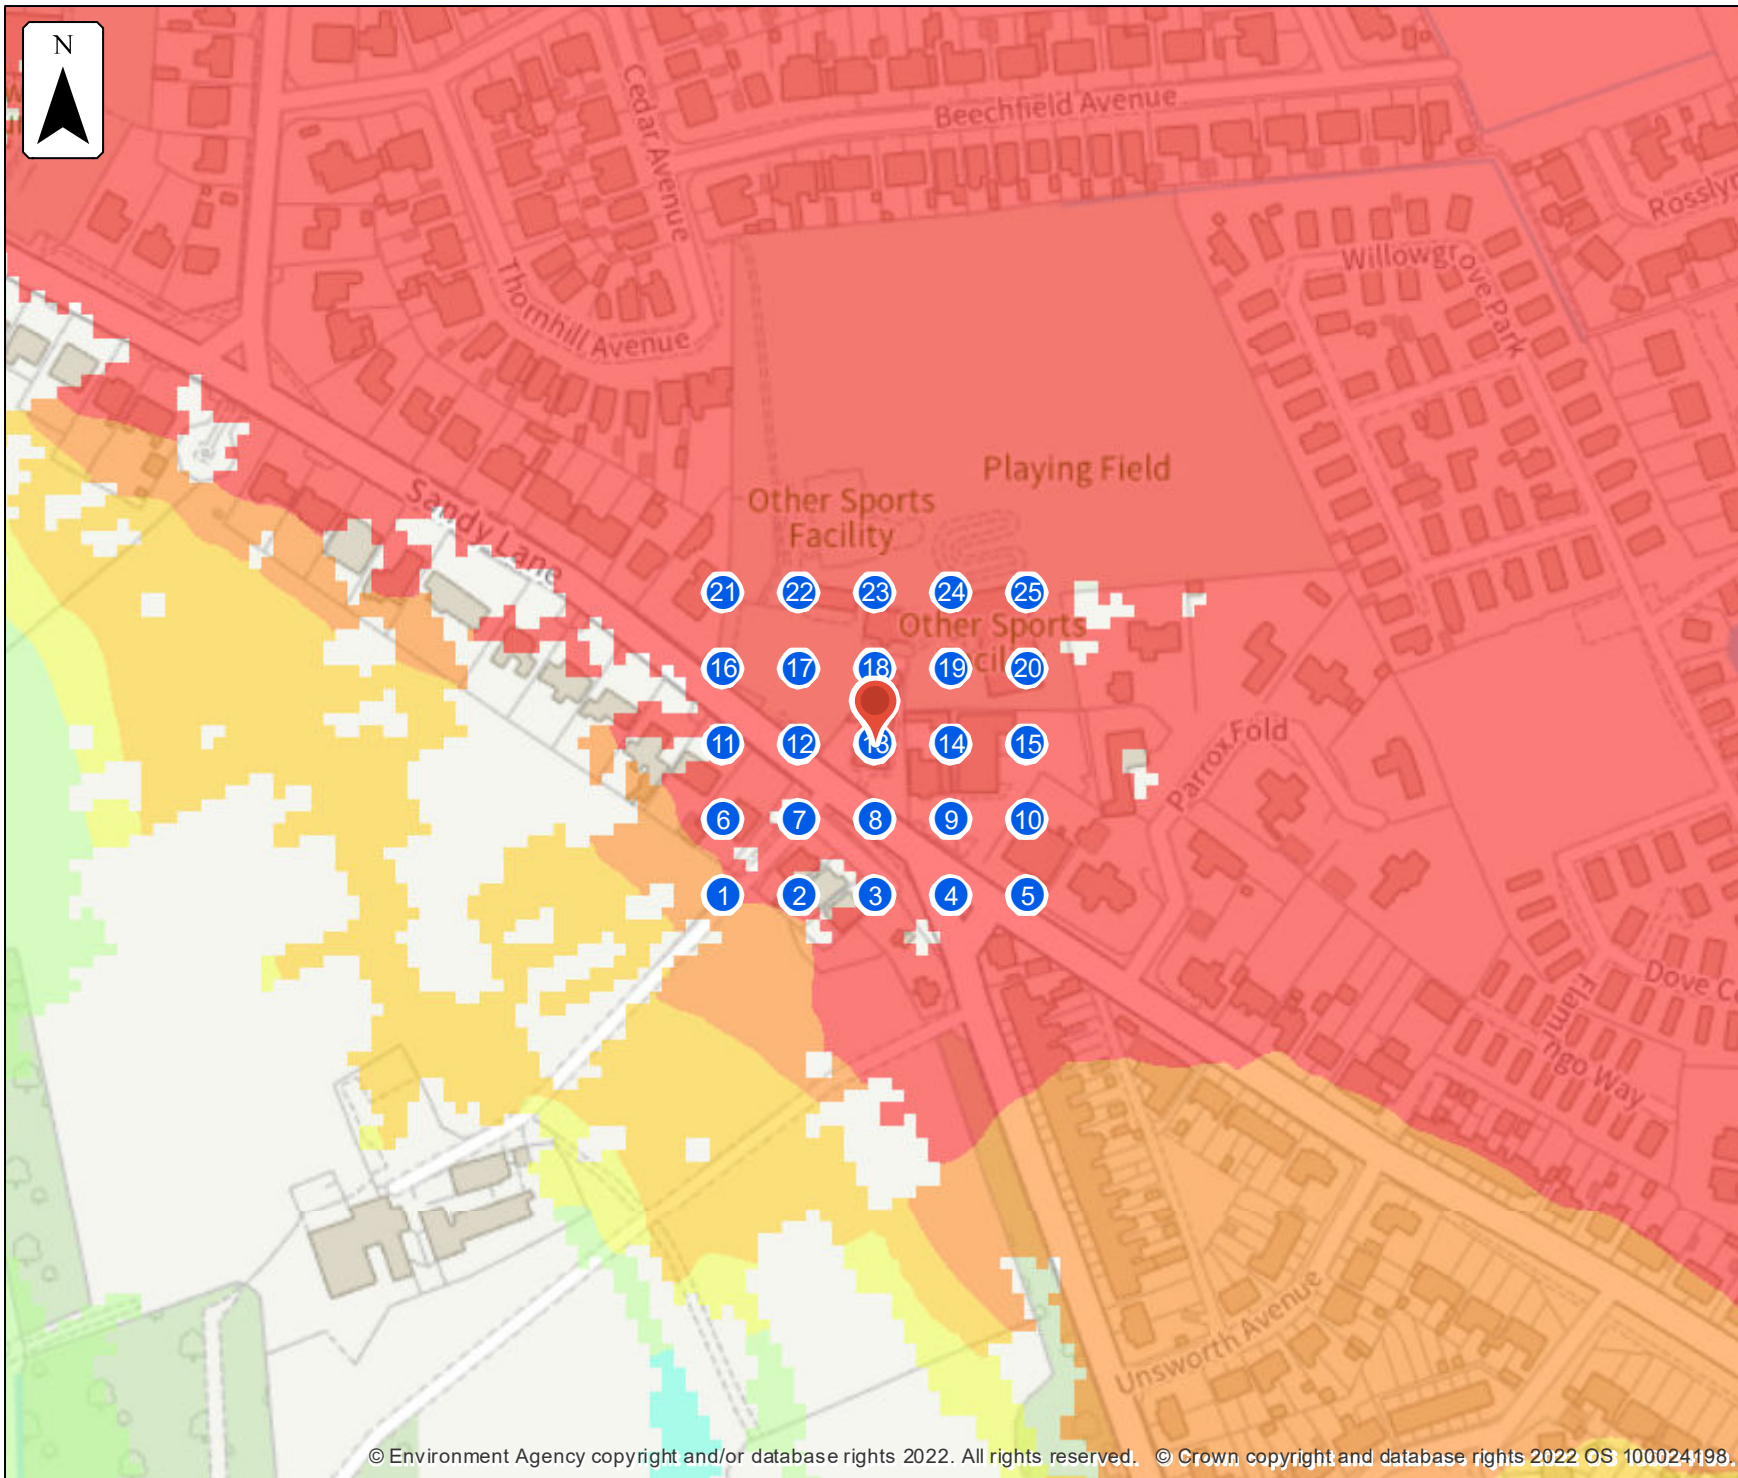 N
Cedar Avenue
Beechfield Avenue
Willowgrove Park
Thornhill Avenue
Playing Field
Other Sports
Facility
Sandy Lane
21 22 23 24 25
Other Sports
16 17 18 19 20
11 12 13 14 15
Parrox Fold
6 7 8 9 10
1 2 3 4 5
Dove
Flamingo Way
Unsworth Avenue
© Environment Agency copyright and/or database rights 2022. All rights reserved. © Crown copyright and database rights 2022 OS 100024198.